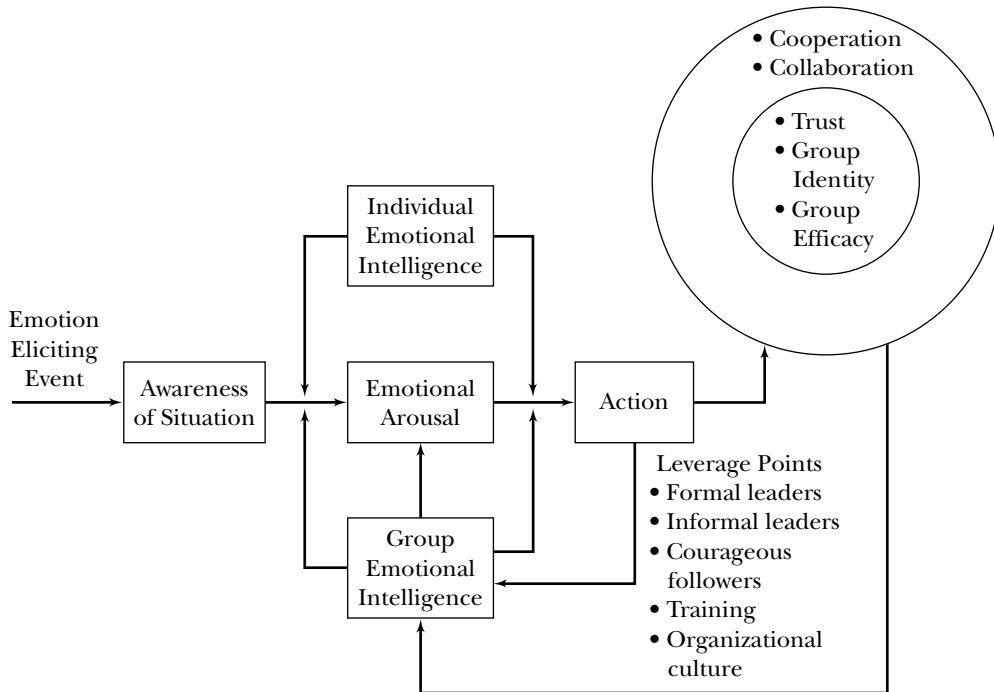 • Cooperation
• Collaboration
• Trust
• Group
Identity
• Group
Efficacy
Individual
Emotional
Intelligence
Emotion
Eliciting
Event
Awareness
of Situation
Emotional
Arousal
Action
Group
Emotional
Intelligence
Leverage Points
• Formal leaders
• Informal leaders
• Courageous
followers
• Training
• Organizational
culture